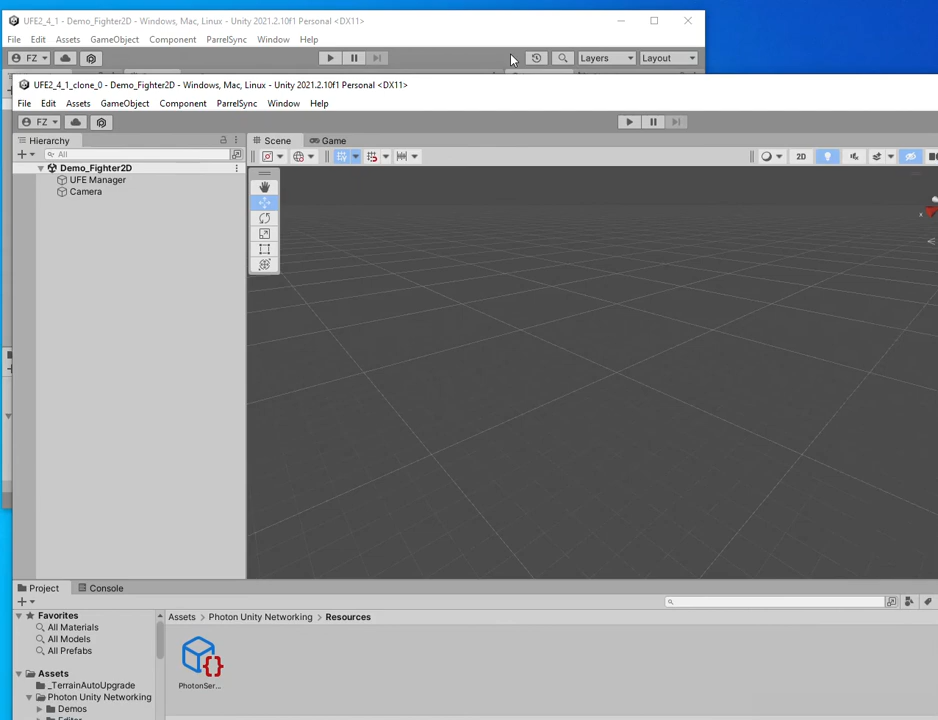 UFE2_4_1 - Demo_Fighter2D - Windows, Mac, Linux - Unity 2021.2.10f1 Personal <DX11>
File Edit Assets GameObject Component ParrelSync Window Help
FZ Layers Layout
UFE2_4_1_clone_0 - Demo_Fighter2D - Windows, Mac, Linux - Unity 2021.2.10f1 Personal <DX11>
File Edit Assets GameObject Component ParrelSync Window Help
FZ
Hierarchy Scene Game
All 2D
Demo_Fighter2D
UFE Manager
Camera
x
Project Console
Favorites Assets > Photon Unity Networking > Resources
All Materials
All Models
All Prefabs
Assets
_TerrainAutoUpgrade PhotonSer...
Photon Unity Networking
Demos
Editor